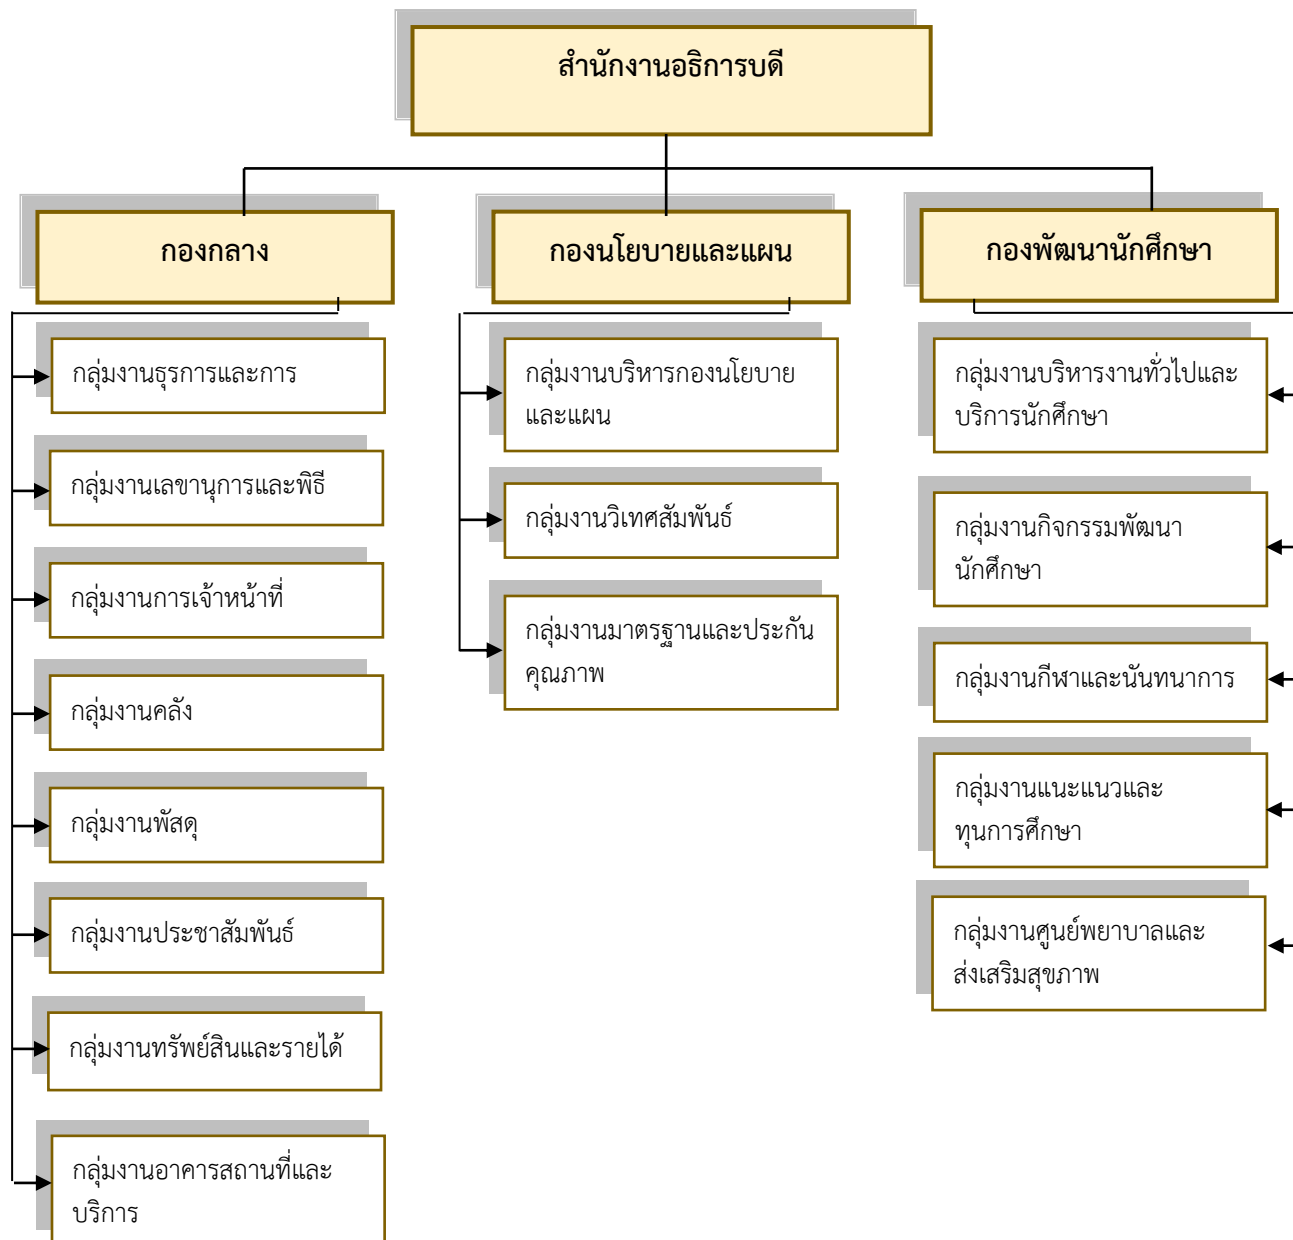 สำนักงานอธิการบดี
กองกลาง
กลุ่มงานธุรการและการ
กลุ่มงานเลขานุการและพิธี
กลุ่มงานการเจ้าหน้าที่
กลุ่มงานคลัง
กลุ่มงานพัสดุ
กลุ่มงานประชาสัมพันธ์
กลุ่มงานทรัพย์สินและรายได้
กลุ่มงานอาคารสถานที่และ
บริการ
กองนโยบายและแผน
กลุ่มงานบริหารกองนโยบาย
และแผน
กลุ่มงานวิเทศสัมพันธ์
กลุ่มงานมาตรฐานและประกัน
คุณภาพ
กองพัฒนานักศึกษา
กลุ่มงานบริหารงานทั่วไปและ
บริการนักศึกษา
กลุ่มงานกิจกรรมพัฒนา
นักศึกษา
กลุ่มงานกีฬาและนันทนาการ
กลุ่มงานแนะแนวและ
ทุนการศึกษา
กลุ่มงานศูนย์พยาบาลและ
ส่งเสริมสุขภาพ